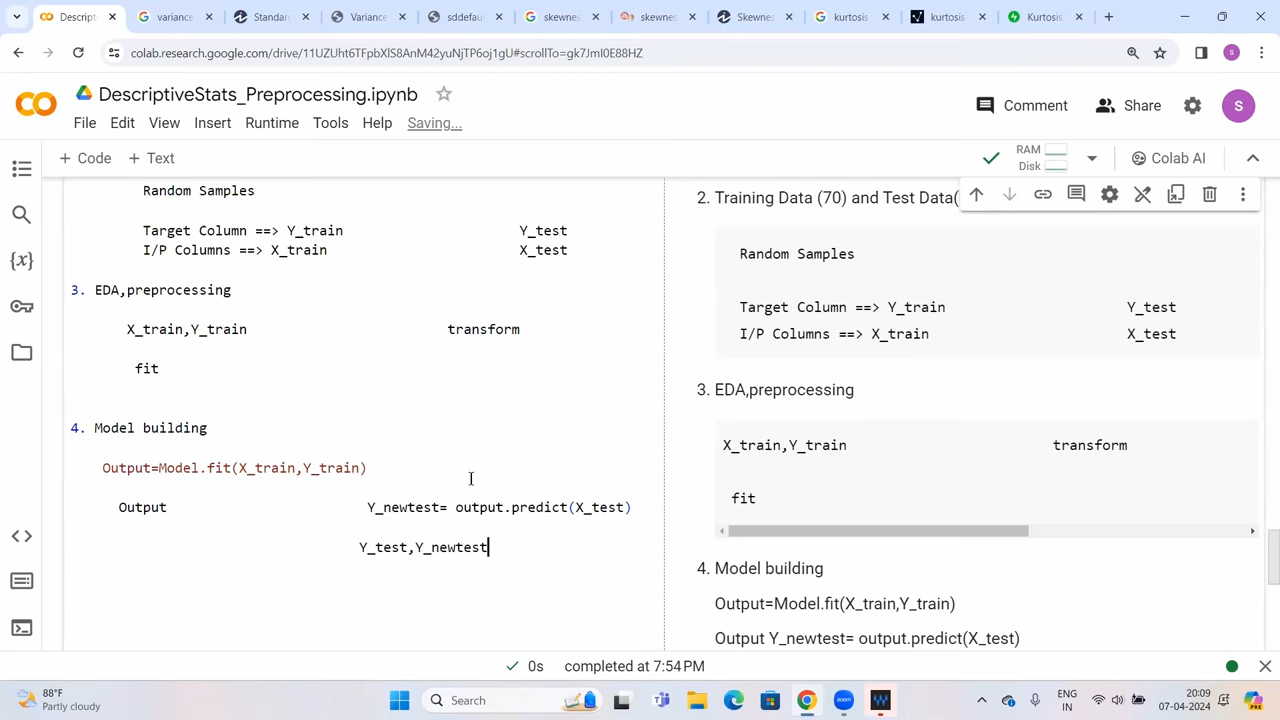 Descript
variance
Standard
Variance
sddefau
skewnes
skewnes
Skewnes
kurtosis
kurtosis
Kurtosis
colab.research.google.com/drive/11UZUht6TFpbXlS8AnM42yuNjTP6oj1gU#scrollTo=gk7JmI0E88HZ
DescriptiveStats_Preprocessing.ipynb
Comment
Share
S
File Edit View Insert Runtime Tools Help Saving...
+ Code + Text
RAM
Disk
Colab AI
Random Samples
Target Column ==> Y_train Y_test
I/P Columns ==> X_train X_test
3. EDA,preprocessing
X_train,Y_train transform
fit
4. Model building
Output=Model.fit(X_train,Y_train)
Output Y_newtest= output.predict(X_test)
Y_test,Y_newtest
2. Training Data (70) and Test Data(
Random Samples
Target Column ==> Y_train Y_test
I/P Columns ==> X_train X_test
3. EDA,preprocessing
X_train,Y_train transform
fit
4. Model building
Output=Model.fit(X_train,Y_train)
Output Y_newtest= output.predict(X_test)
0s completed at 7:54 PM
88°F
Partly cloudy
Search
ENG
IN
20:09
07-04-2024